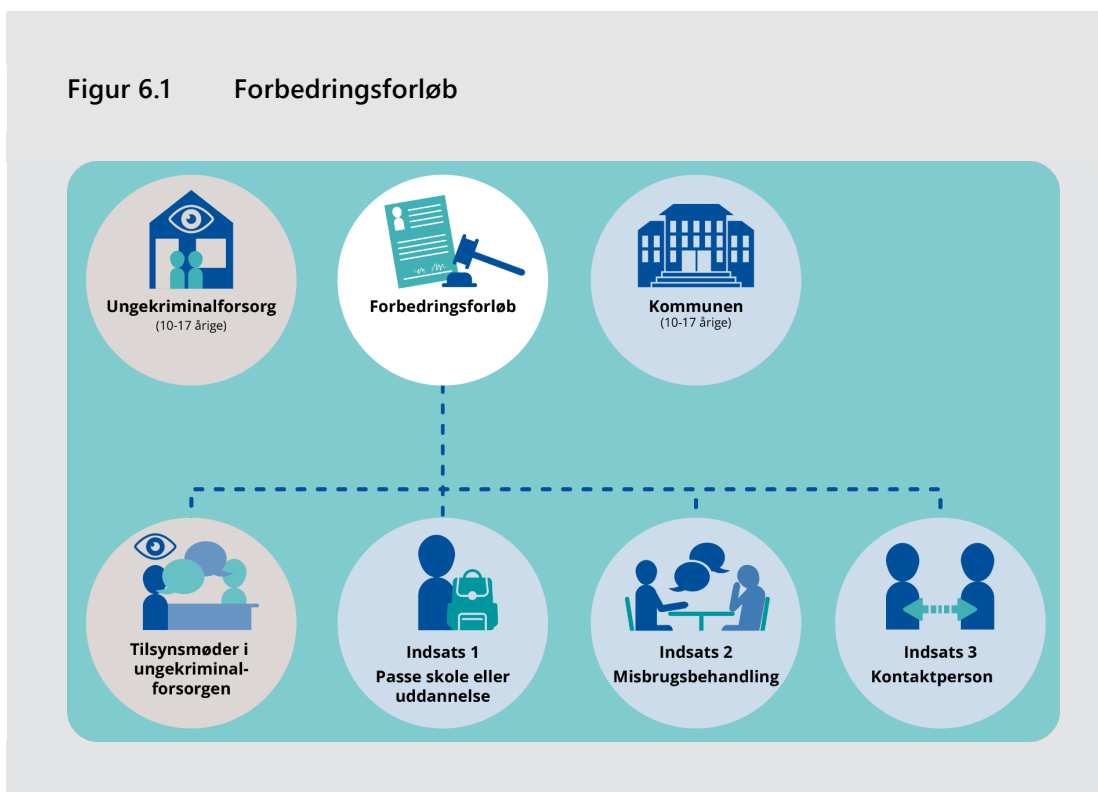 Figur 6.1 Forbedringsforløb
Ungekriminalforsorg
(10-17 årige)
Forbedringsforløb
Kommunen
(10-17 årige)
Tilsynsmøder i
ungekriminal-
forsorgen
Indsats 1
Passe skole eller
uddannelse
Indsats 2
Misbrugsbehandling
Indsats 3
Kontaktperson